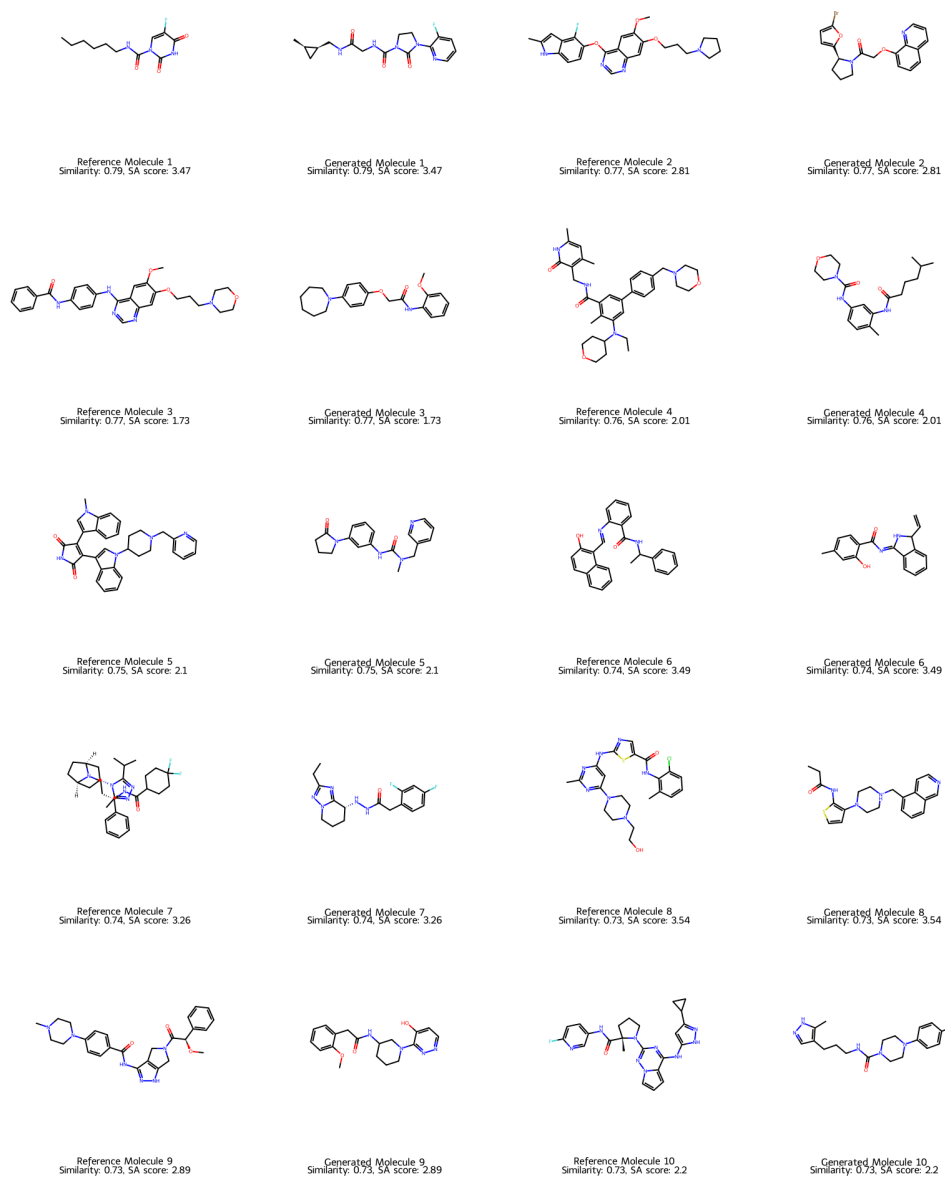 Reference Molecule 1
Similarity: 0.79, SA score: 3.47
Generated Molecule 1
Similarity: 0.79, SA score: 3.47
Reference Molecule 2
Similarity: 0.77, SA score: 2.81
Generated Molecule 2
Similarity: 0.77, SA score: 2.81
Reference Molecule 3
Similarity: 0.77, SA score: 1.73
Generated Molecule 3
Similarity: 0.77, SA score: 1.73
Reference Molecule 4
Similarity: 0.76, SA score: 2.01
Generated Molecule 4
Similarity: 0.76, SA score: 2.01
Reference Molecule 5
Similarity: 0.75, SA score: 2.1
Generated Molecule 5
Similarity: 0.75, SA score: 2.1
Reference Molecule 6
Similarity: 0.74, SA score: 3.49
Generated Molecule 6
Similarity: 0.74, SA score: 3.49
Reference Molecule 7
Similarity: 0.74, SA score: 3.26
Generated Molecule 7
Similarity: 0.74, SA score: 3.26
Reference Molecule 8
Similarity: 0.73, SA score: 3.54
Generated Molecule 8
Similarity: 0.73, SA score: 3.54
Reference Molecule 9
Similarity: 0.73, SA score: 2.89
Generated Molecule 9
Similarity: 0.73, SA score: 2.89
Reference Molecule 10
Similarity: 0.73, SA score: 2.2
Generated Molecule 10
Similarity: 0.73, SA score: 2.2